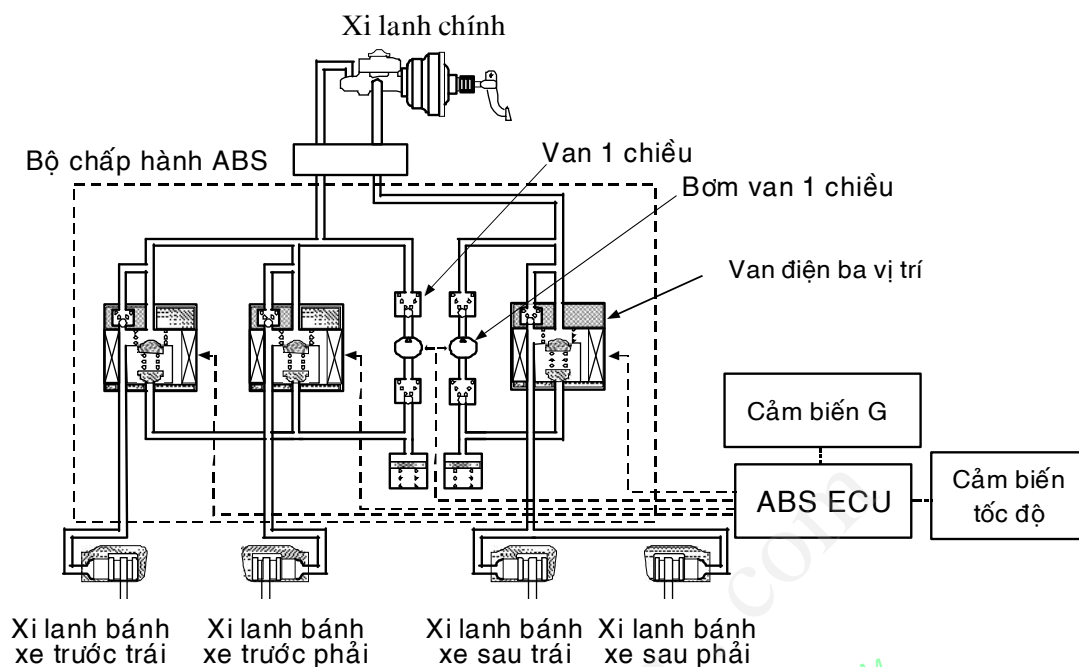 Xi lanh chính
Bộ chấp hành ABS
Van 1 chiều
Bơm van 1 chiều
Van điện ba vị trí
Cảm biến G
ABS ECU
Cảm biến
tốc độ
Xi lanh bánh
xe trước trái
Xi lanh bánh
xe trước phải
Xi lanh bánh
xe sau trái
Xi lanh bánh
xe sau phải
com